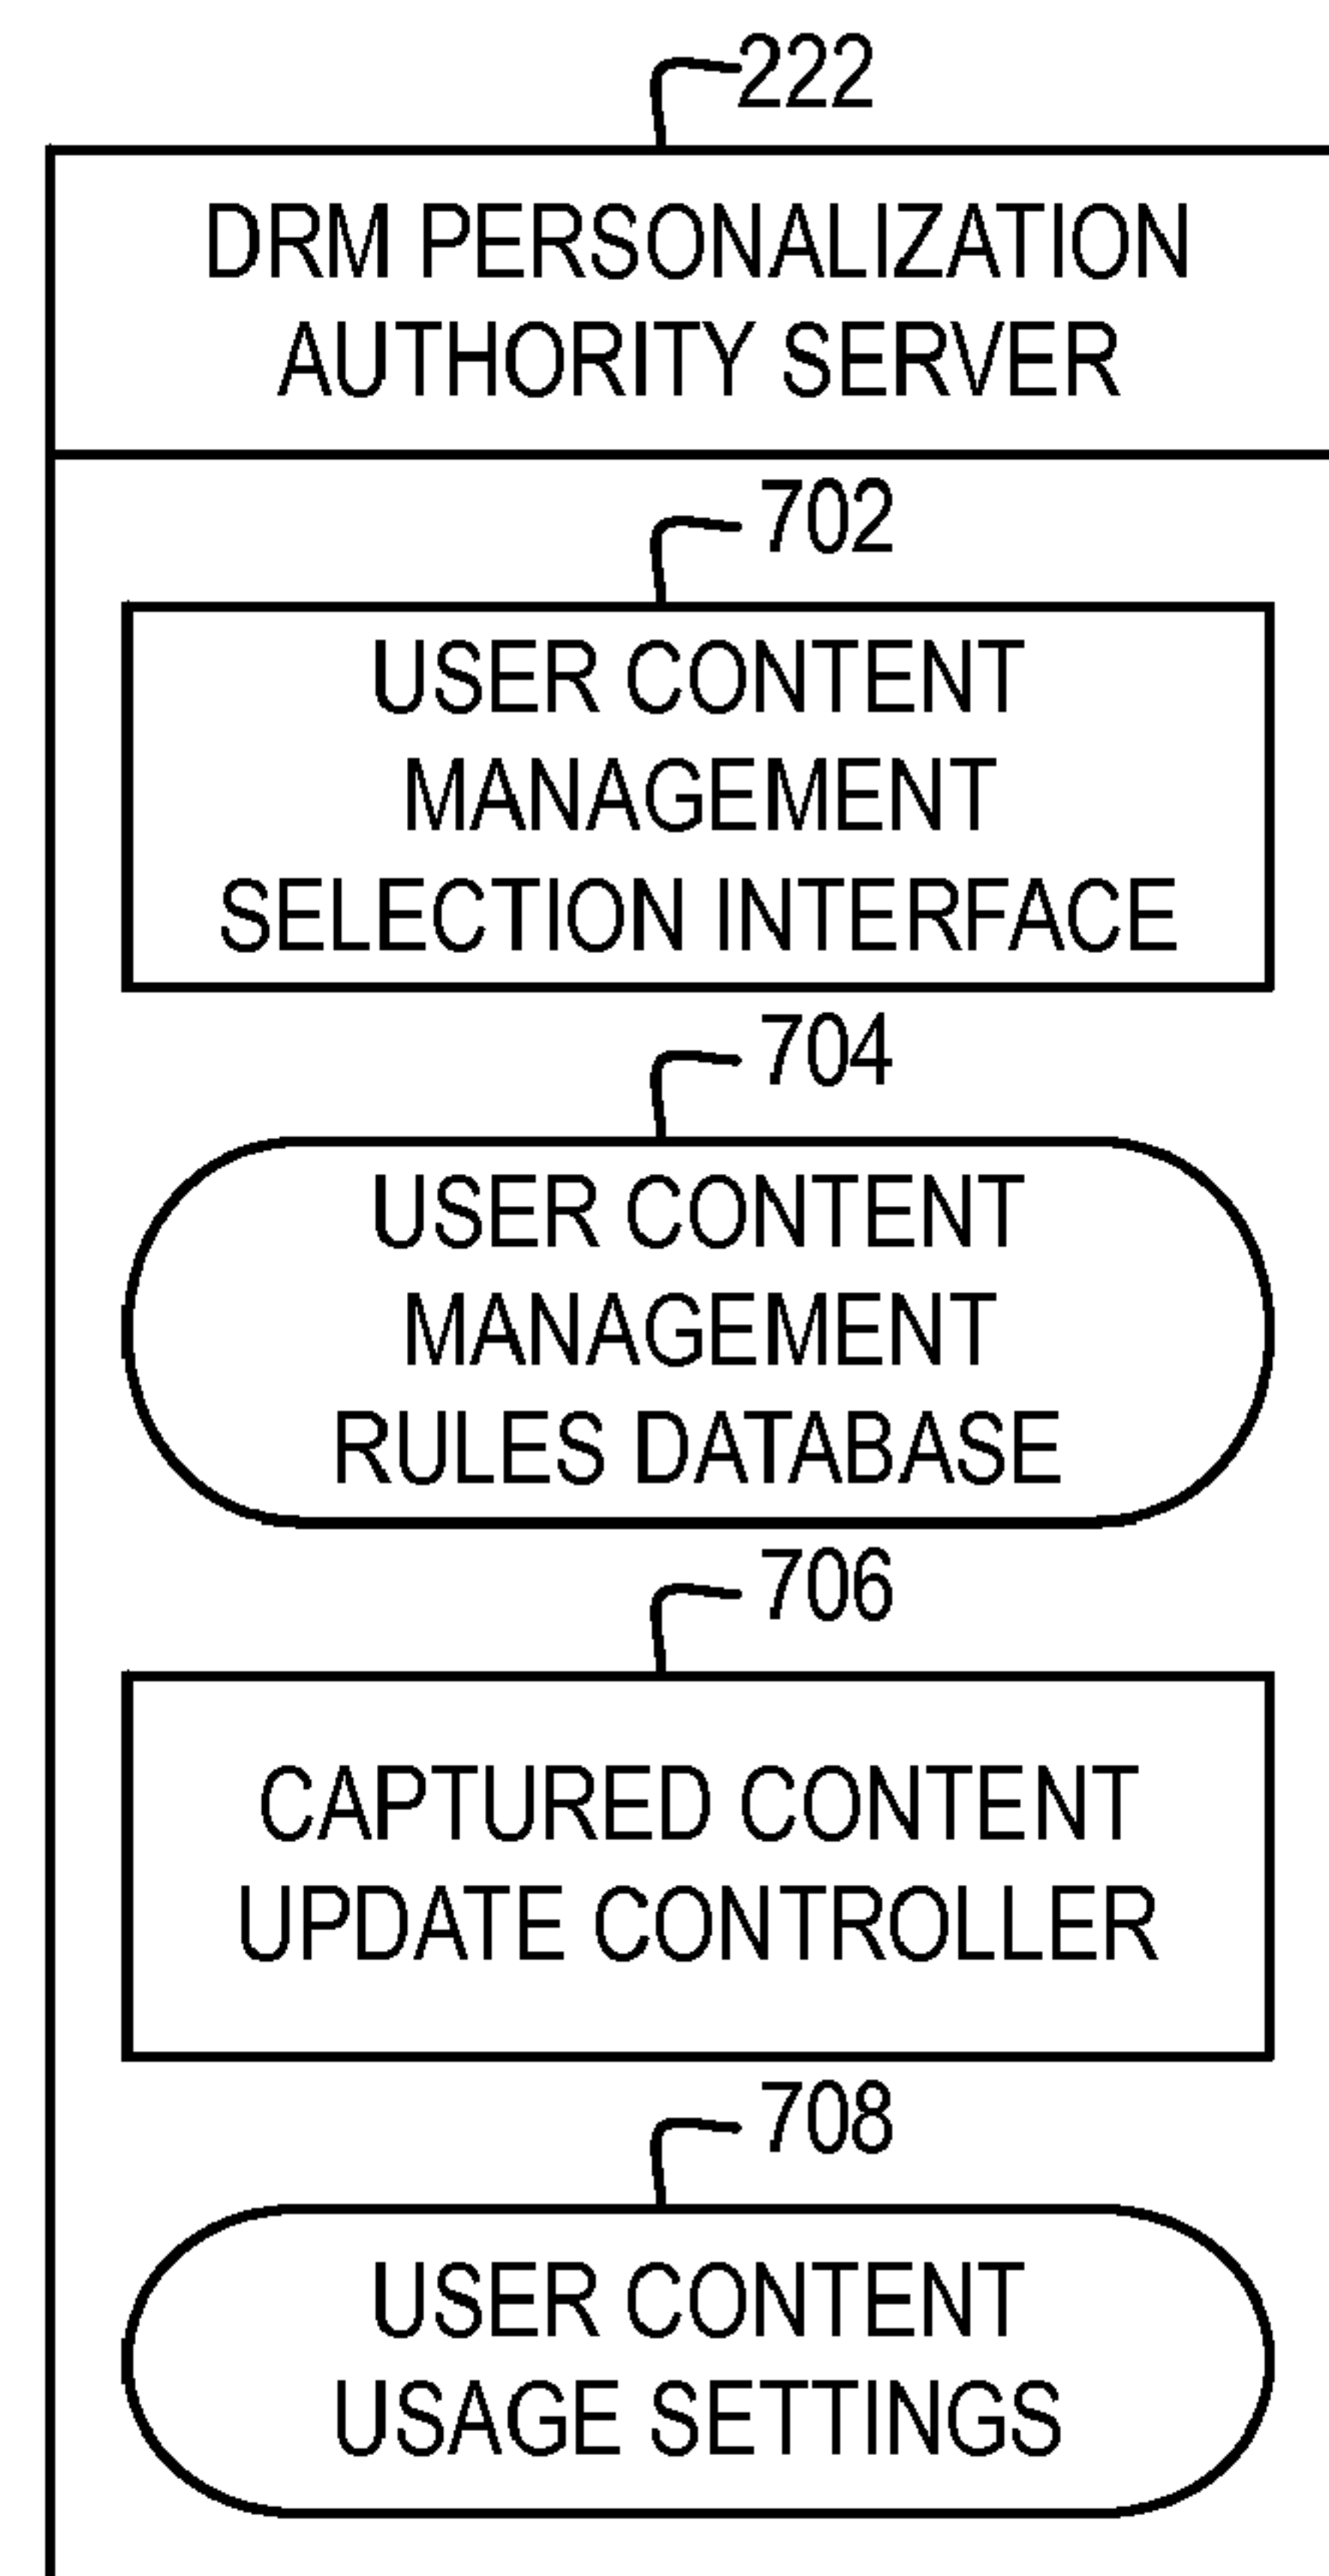 222
DRM PERSONALIZATION
AUTHORITY SERVER
702
USER CONTENT
MANAGEMENT
SELECTION INTERFACE
704
USER CONTENT
MANAGEMENT
RULES DATABASE
706
CAPTURED CONTENT
UPDATE CONTROLLER
708
USER CONTENT
USAGE SETTINGS